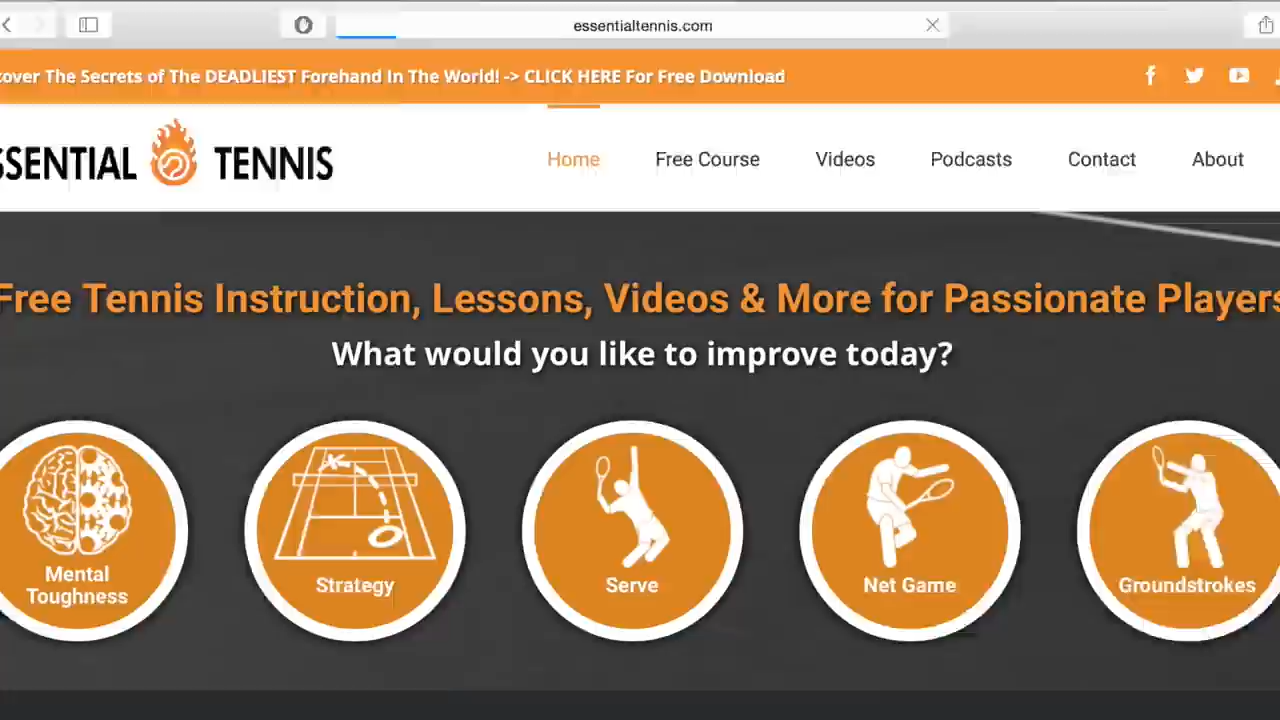 essentialtennis.com
cover The Secrets of The DEADLIEST Forehand In The World! -> CLICK HERE For Free Download
SSENTIAL TENNIS
Home Free Course Videos Podcasts Contact About
Free Tennis Instruction, Lessons, Videos & More for Passionate Players
What would you like to improve today?
Mental
Toughness
Strategy
Serve
Net Game
Groundstrokes